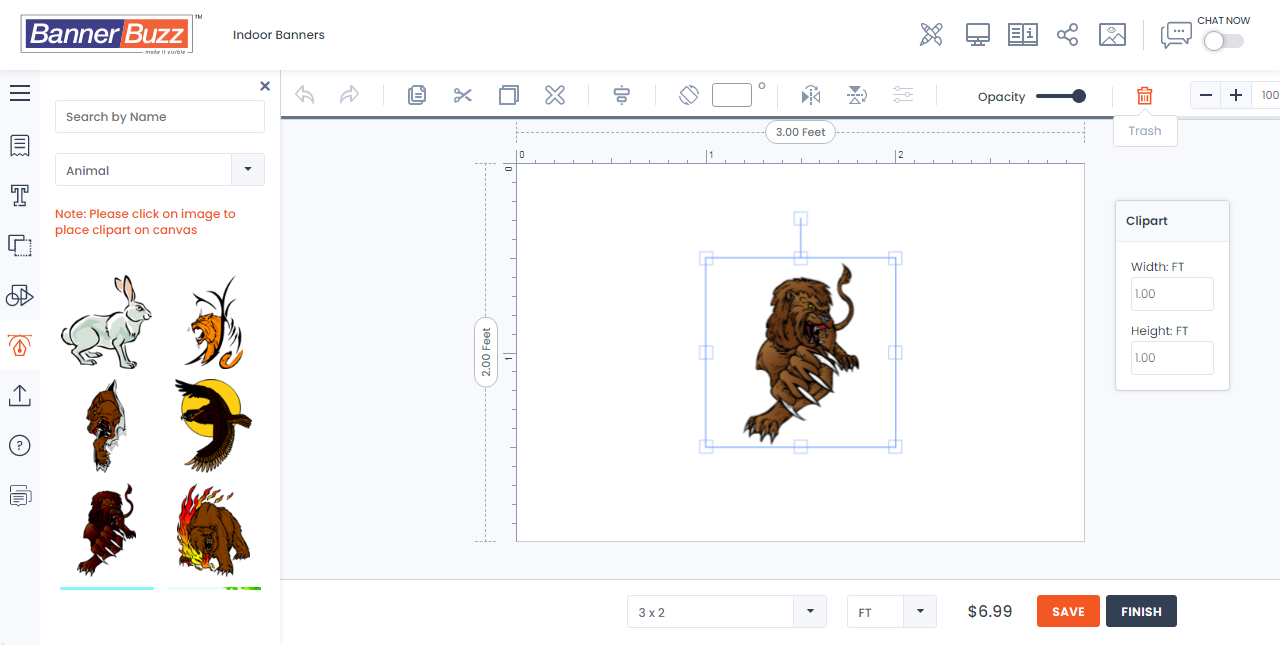 BannerBuzz™
make it visible
Indoor Banners
CHAT NOW
Search by Name
Animal
Note: Please click on image to
place clipart on canvas
Opacity
100
Trash
3.00 Feet
0 1 2
0
1
2.00 Feet
Clipart
Width: FT
1.00
Height: FT
1.00
3 x 2
FT
$6.99
SAVE
FINISH